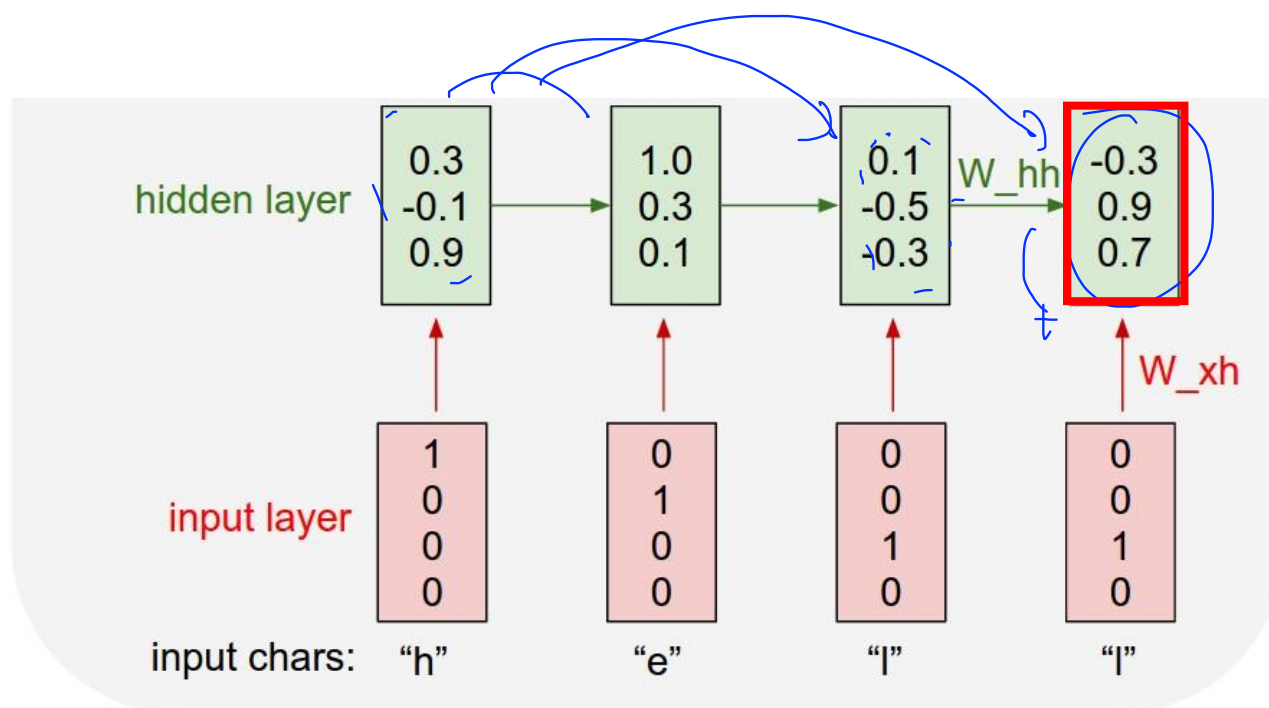 hidden layer
0.3 1.0 0.1 W_hh -0.3
-0.1 0.3 -0.5 0.9
0.9 0.1 -0.3 0.7
t
W_xh
input layer
1 0 0 0
0 1 0 0
0 0 1 1
0 0 0 0
input chars: “h” “e” “l” “l”